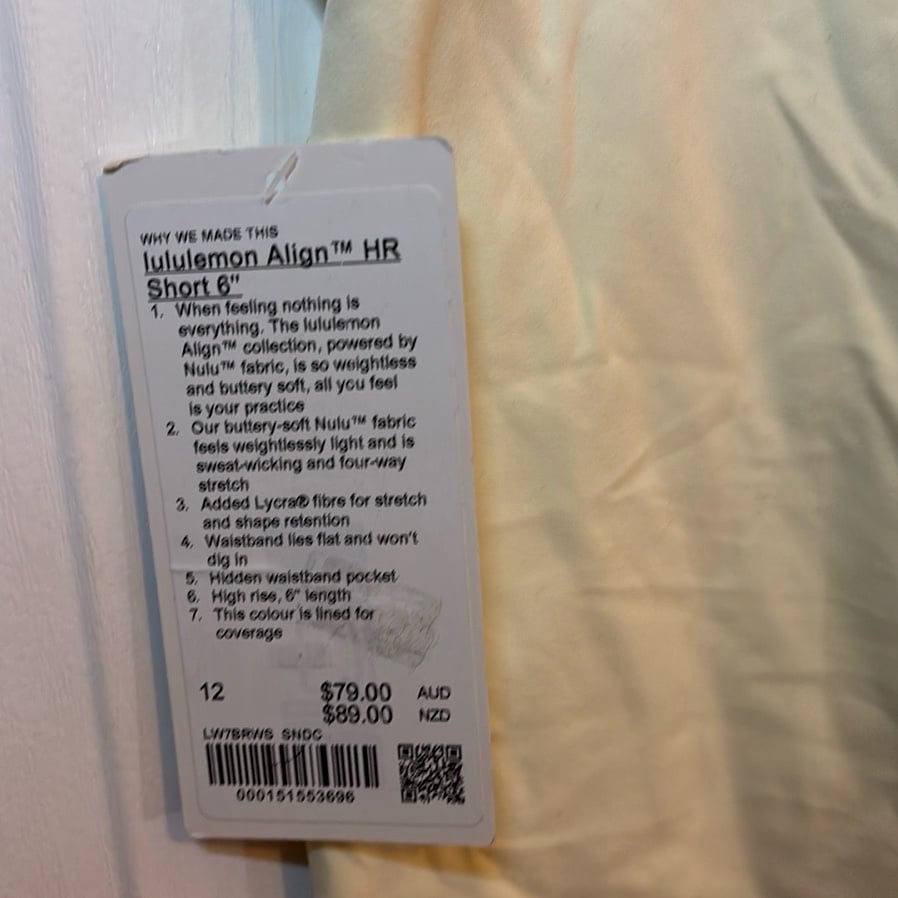 WHY WE MADE THIS
lululemon Align™ HR
Short 6"
1. When feeling nothing is
everything. The lululemon
Align™ collection, powered by
Nulu™ fabric, is so weightless
and buttery soft, all you feel
is your practice
2. Our buttery-soft Nulu™ fabric
feels weightlessly light and is
sweat-wicking and four-way
stretch
3. Added Lycra® fibre for stretch
and shape retention
4. Waistband lies flat and won't
dig in
5. Hidden waistband pocket
6. High rise, 6" length
7. This colour is lined for
coverage
12 $79.00 AUD
$89.00 NZD
LW7BRWS SNDC
000151553696